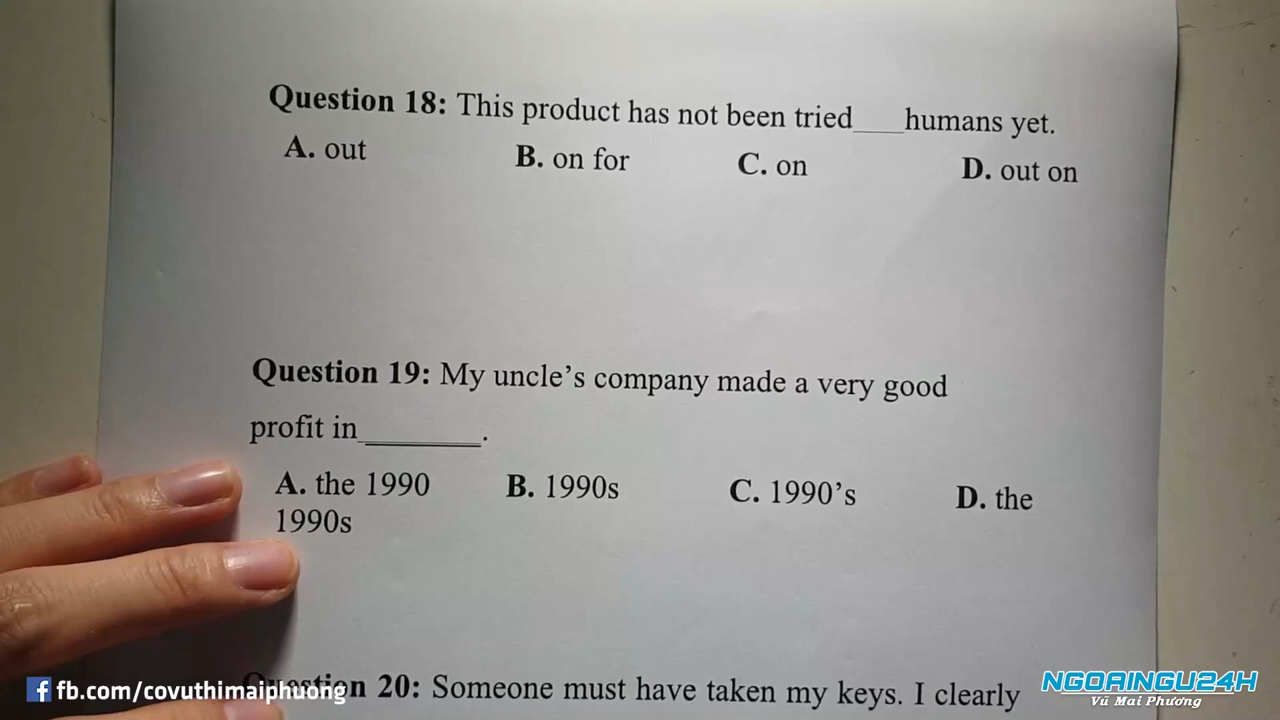 Question 18: This product has not been tried___humans yet.
A. out B. on for C. on D. out on
Question 19: My uncle's company made a very good
profit in________.
A. the 1990 B. 1990s C. 1990's D. the
1990s
Question 20: Someone must have taken my keys. I clearly
fb.com/covuthimaiphuong
NGOAINGU24H
Vũ Mai Phương